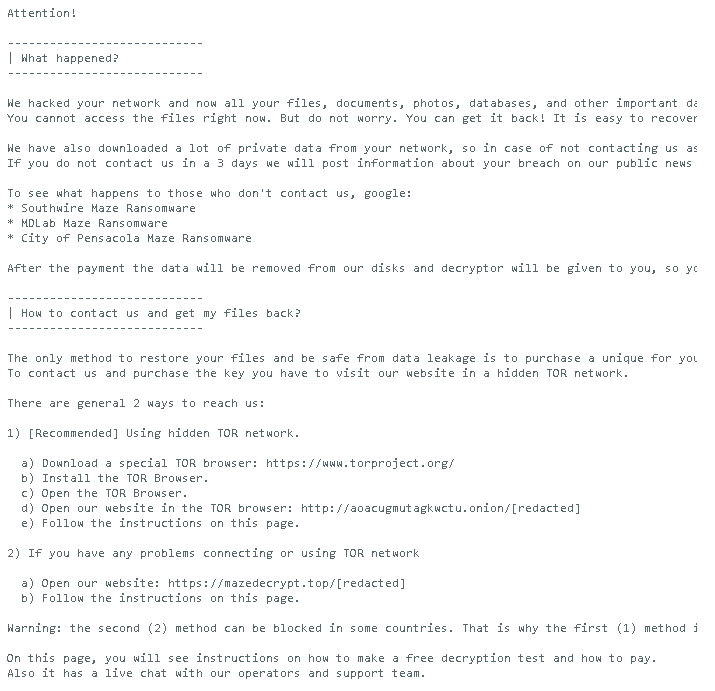 Attention!
----------------------------
| What happened?
----------------------------
We hacked your network and now all your files, documents, photos, databases, and other important da
You cannot access the files right now. But do not worry. You can get it back! It is easy to recover
We have also downloaded a lot of private data from your network, so in case of not contacting us as
If you do not contact us in a 3 days we will post information about your breach on our public news
To see what happens to those who don't contact us, google:
* Southwire Maze Ransomware
* MDLab Maze Ransomware
* City of Pensacola Maze Ransomware
After the payment the data will be removed from our disks and decryptor will be given to you, so yo
----------------------------
| How to contact us and get my files back?
----------------------------
The only method to restore your files and be safe from data leakage is to purchase a unique for you
To contact us and purchase the key you have to visit our website in a hidden TOR network.
There are general 2 ways to reach us:
1) [Recommended] Using hidden TOR network.
a) Download a special TOR browser: https://www.torproject.org/
b) Install the TOR Browser.
c) Open the TOR Browser.
d) Open our website in the TOR browser: http://aoacugmutagkwctu.onion/[redacted]
e) Follow the instructions on this page.
2) If you have any problems connecting or using TOR network
a) Open our website: https://mazedecrypt.top/[redacted]
b) Follow the instructions on this page.
Warning: the second (2) method can be blocked in some countries. That is why the first (1) method i
On this page, you will see instructions on how to make a free decryption test and how to pay.
Also it has a live chat with our operators and support team.